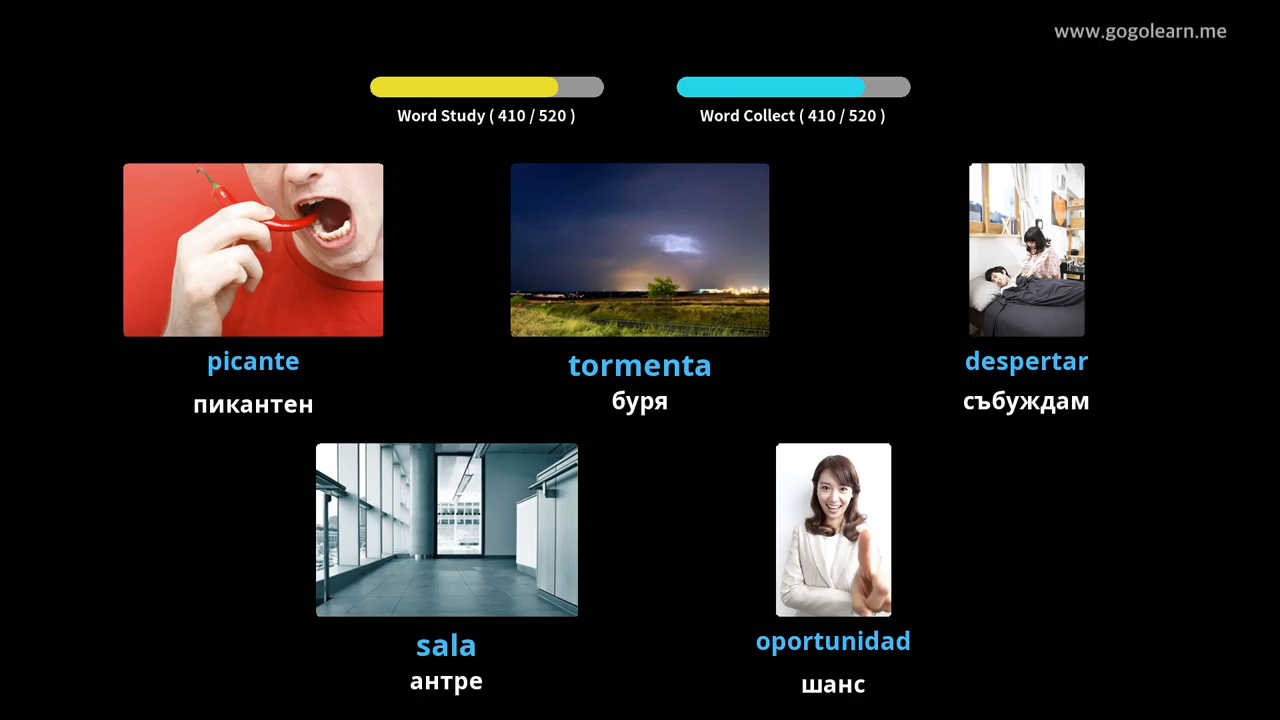 www.gogolearn.me
Word Study ( 410 / 520 )
Word Collect ( 410 / 520 )
picante
пикантен
tormenta
буря
despertar
събуждам
sala
антре
oportunidad
шанс